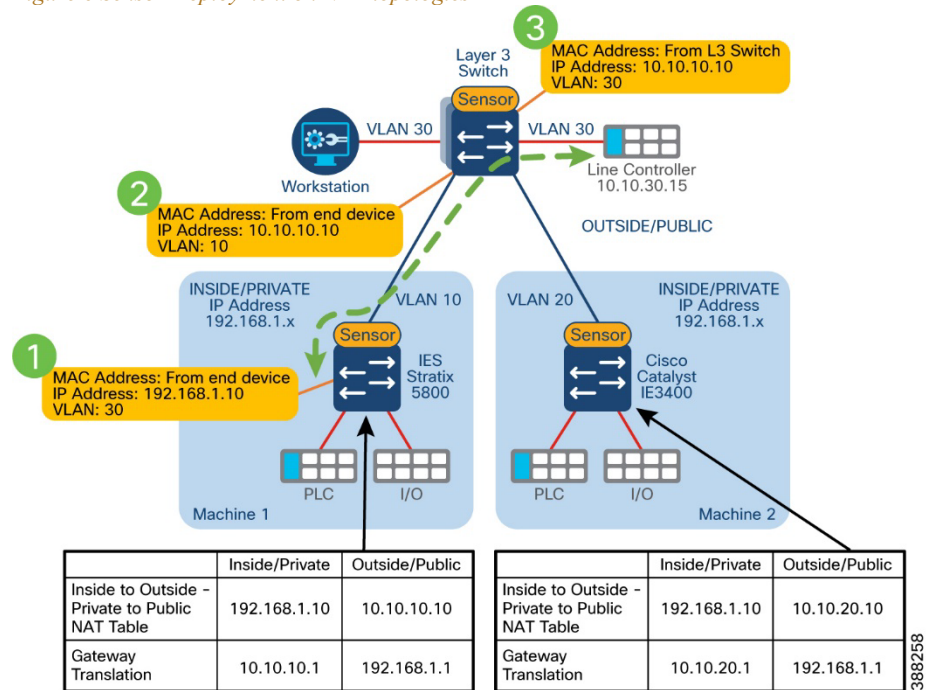 3
MAC Address: From L3 Switch
IP Address: 10.10.10.10
VLAN: 30
Layer 3
Switch
Sensor
VLAN 30
VLAN 30
Workstation
Line Controller
10.10.30.15
2
MAC Address: From end device
IP Address: 10.10.10.10
VLAN: 10
OUTSIDE/PUBLIC
INSIDE/PRIVATE
IP Address
192.168.1.x
VLAN 10
VLAN 20
INSIDE/PRIVATE
IP Address
192.168.1.x
1
MAC Address: From end device
IP Address: 192.168.1.10
VLAN: 30
Sensor
IES
Stratix
5800
Sensor
Cisco
Catalyst
IE3400
PLC
I/O
Machine 1
PLC
I/O
Machine 2
Inside/Private Outside/Public
Inside to Outside –
Private to Public
NAT Table
192.168.1.10 10.10.10.10
Gateway
Translation
10.10.10.1 192.168.1.1
Inside/Private Outside/Public
Inside to Outside –
Private to Public
NAT Table
192.168.1.10 10.10.20.10
Gateway
Translation
10.10.20.1 192.168.1.1
388258